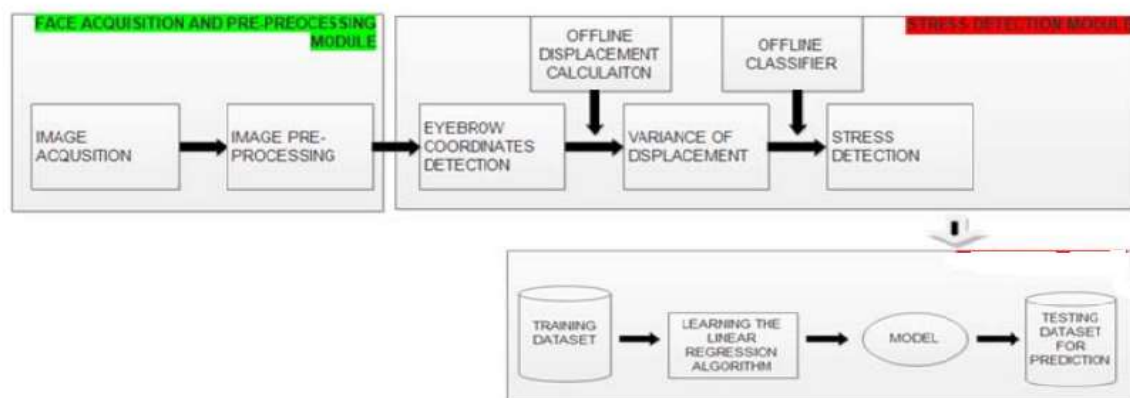 FACE ACQUISITION AND PRE-PREOCESSING
MODULE
STRESS DETECTION MODULE
OFFLINE
DISPLACEMENT
CALCULAITON
OFFLINE
CLASSIFIER
IMAGE
ACQUSITION
IMAGE PRE-
PROCESSING
EYEBROW
COORDINATES
DETECTION
VARIANCE OF
DISPLACEMENT
STRESS
DETECTION
TRAINING
DATASET
LEARNING THE
LINEAR
REGRESSION
ALGORITHM
MODEL
TESTING
DATASET
FOR
PREDICTION